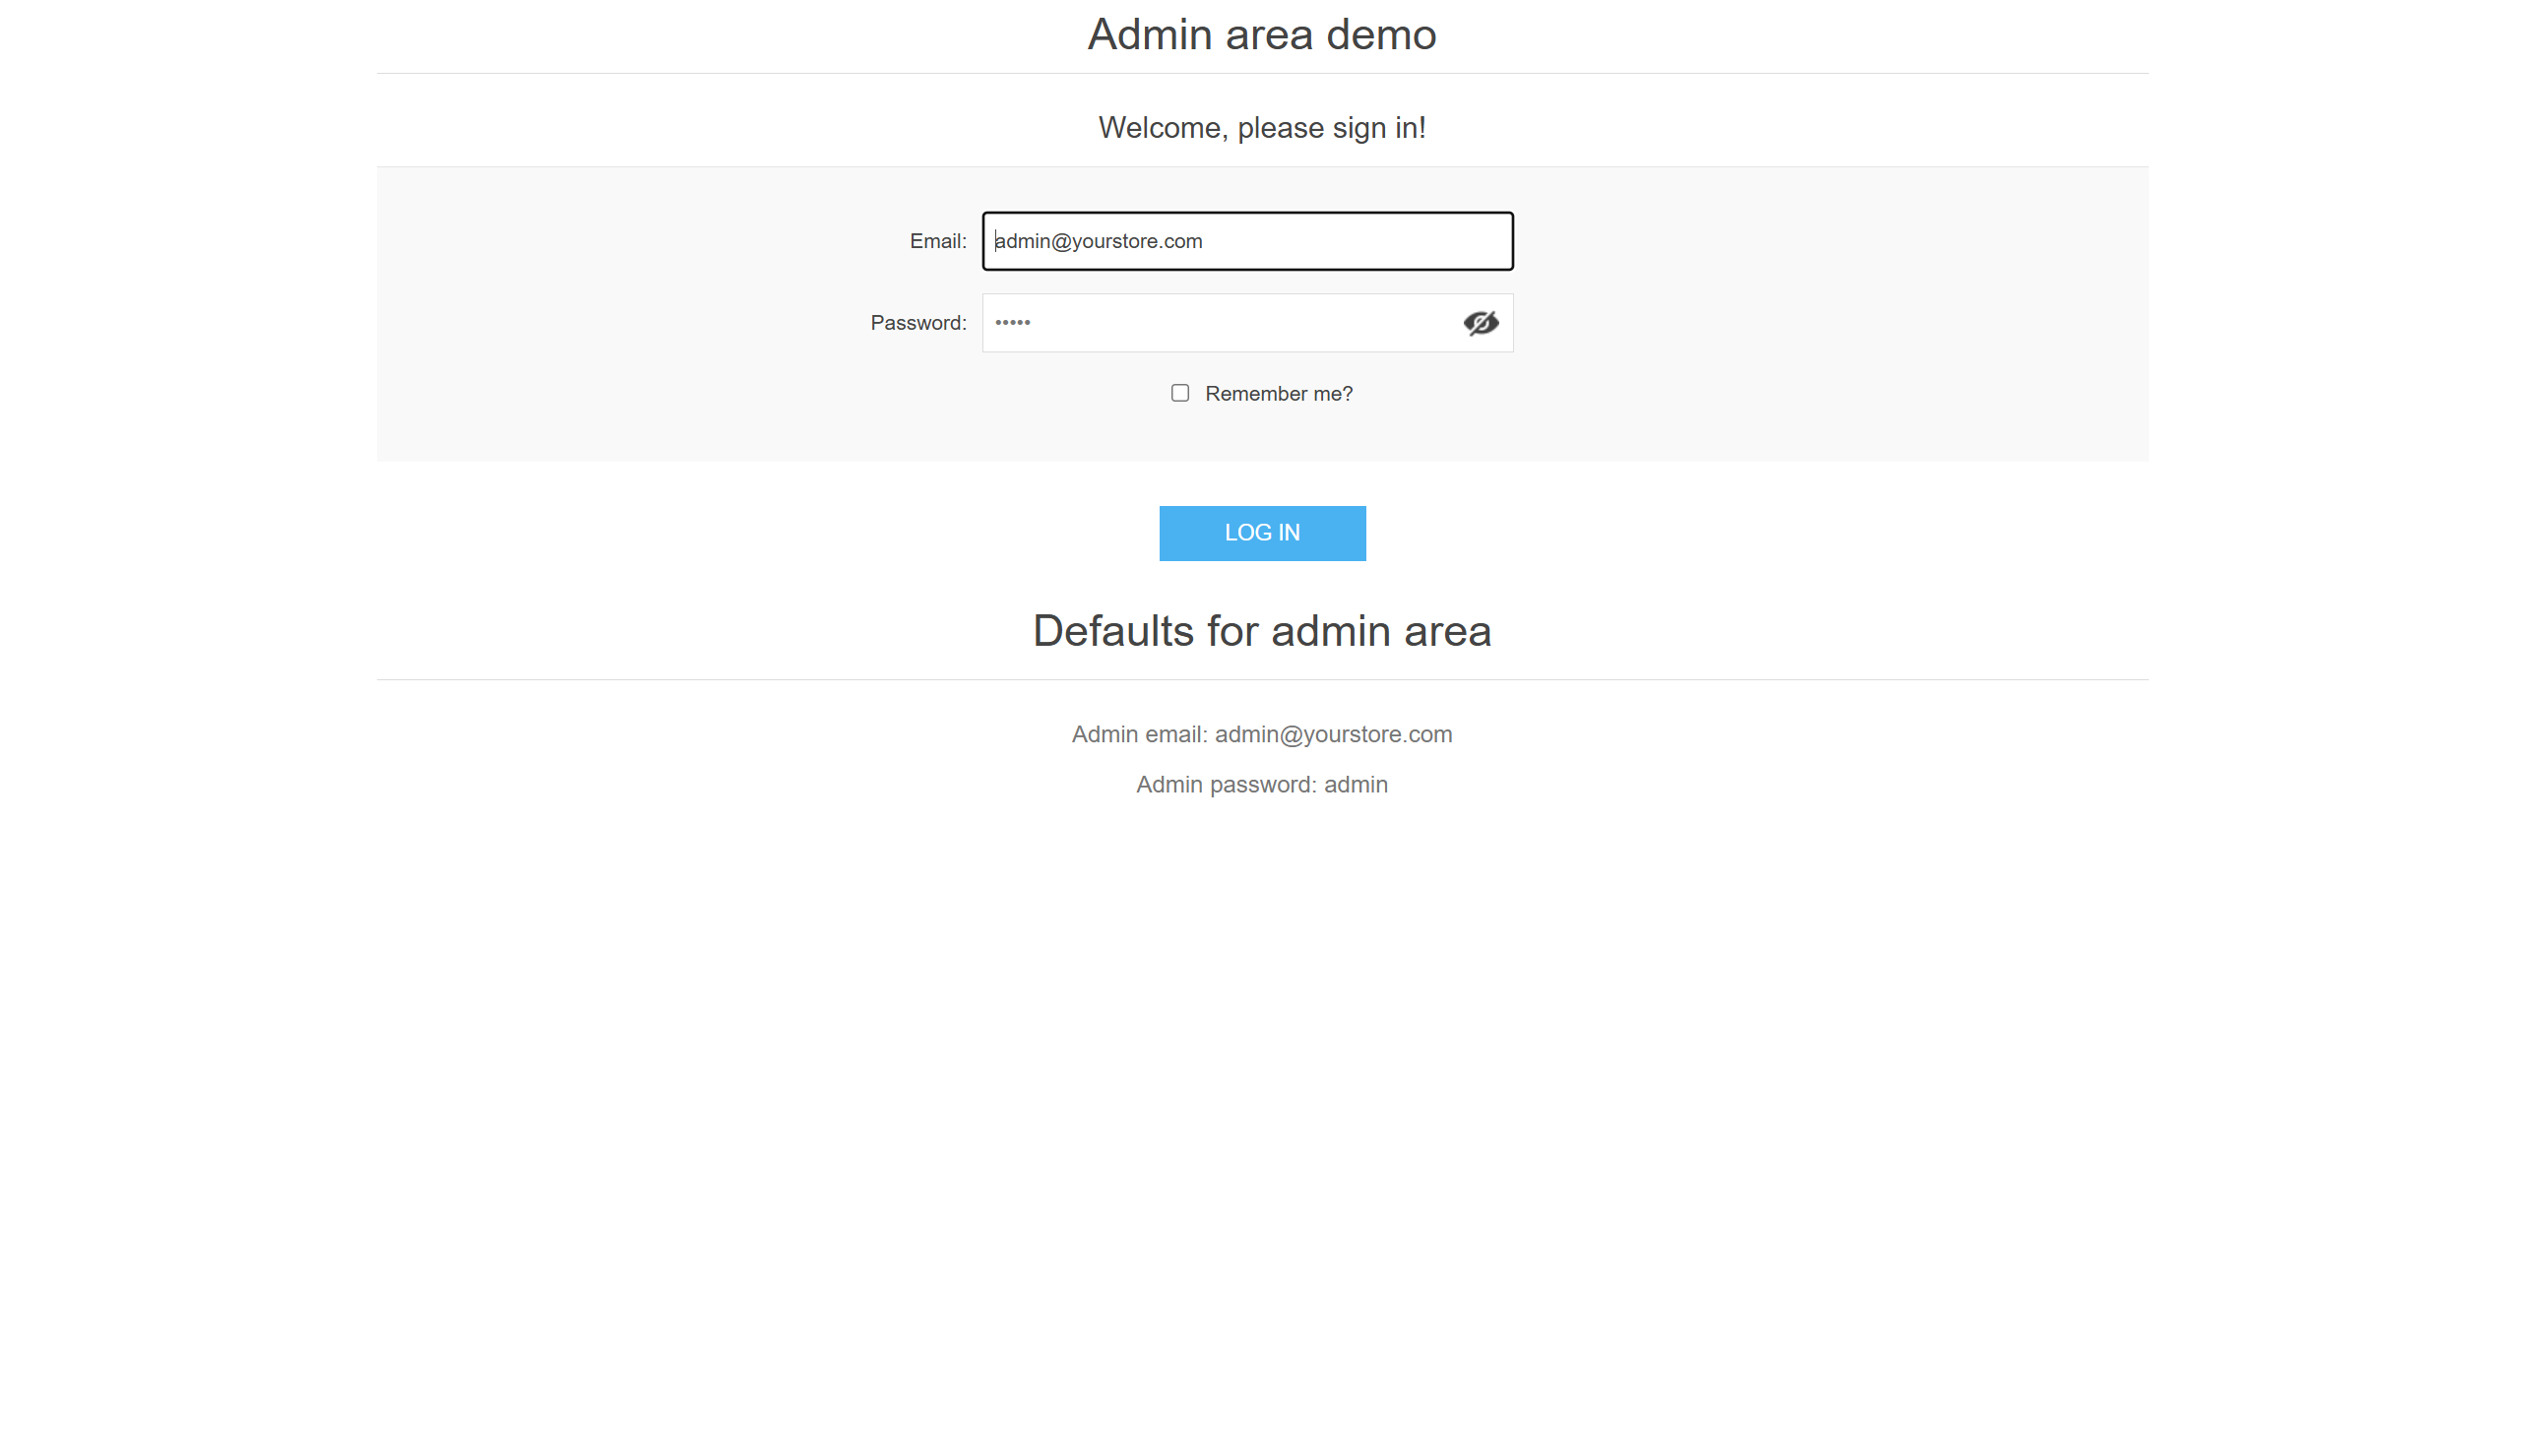 Admin area demo
Welcome, please sign in!
Email: admin@yourstore.com
Password: •••••
Remember me?
LOG IN
Defaults for admin area
Admin email: admin@yourstore.com
Admin password: admin